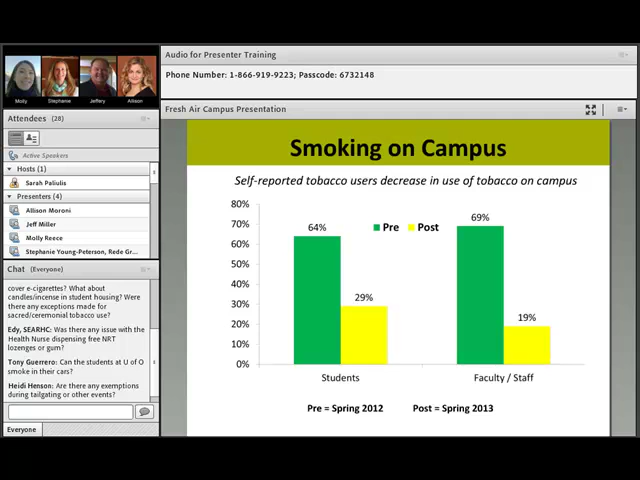 Molly Stephanie Jeffery Allison
Attendees (28)
Active Speakers
Hosts (1)
Sarah Paliulis
Presenters (4)
Allison Moroni
Jeff Miller
Molly Reece
Stephanie Young-Peterson, Rede Gr...
Chat (Everyone)
cover e-cigarettes? What about
candles/incense in student housing? Were
there any exceptions made for
sacred/ceremonial tobacco use?
Edy, SEARHC: Was there any issue with the
Health Nurse dispensing free NRT
lozenges or gum?
Tony Guerrero: Can the students at U of O
smoke in their cars?
Heidi Henson: Are there any exemptions
during tailgating or other events?
Everyone
Audio for Presenter Training
Phone Number: 1-866-919-9223; Passcode: 6732148
Fresh Air Campus Presentation
Smoking on Campus
Self-reported tobacco users decrease in use of tobacco on campus
80%
70%
60%
50%
40%
30%
20%
10%
0%
Pre Post
64%
29%
69%
19%
Students Faculty / Staff
Pre = Spring 2012 Post = Spring 2013